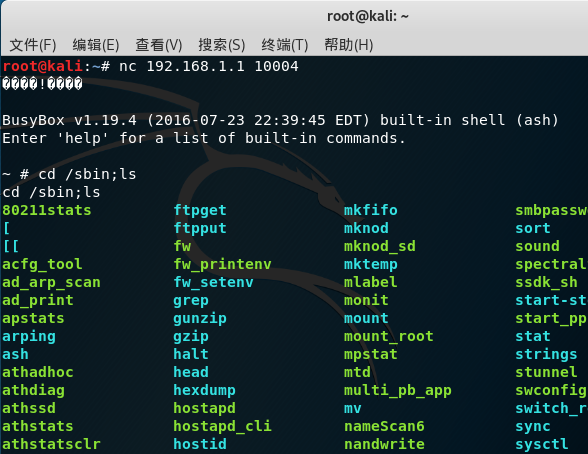 root@kali: ~
文件(F) 编辑(E) 查看(V) 搜索(S) 终端(T) 帮助(H)
root@kali:~# nc 192.168.1.1 10004
����!����
BusyBox v1.19.4 (2016-07-23 22:39:45 EDT) built-in shell (ash)
Enter 'help' for a list of built-in commands.
~ # cd /sbin;ls
cd /sbin;ls
80211stats ftpget mkfifo smbpassw
[ ftpput mknod sort
[[ fw mknod_sd sound
acfg_tool fw_printenv mktemp spectral
ad_arp_scan fw_setenv mlabel ssdk_sh
ad_print grep monit start-st
apstats gunzip mount start_pp
arping gzip mount_root stat
ash halt mpstat strings
athadhoc head mtd stunnel
athdiag hexdump multi_pb_app swconfig
athssd hostapd mv switch_r
athstats hostapd_cli nameScan6 sync
athstatsclr hostid nandwrite sysctl